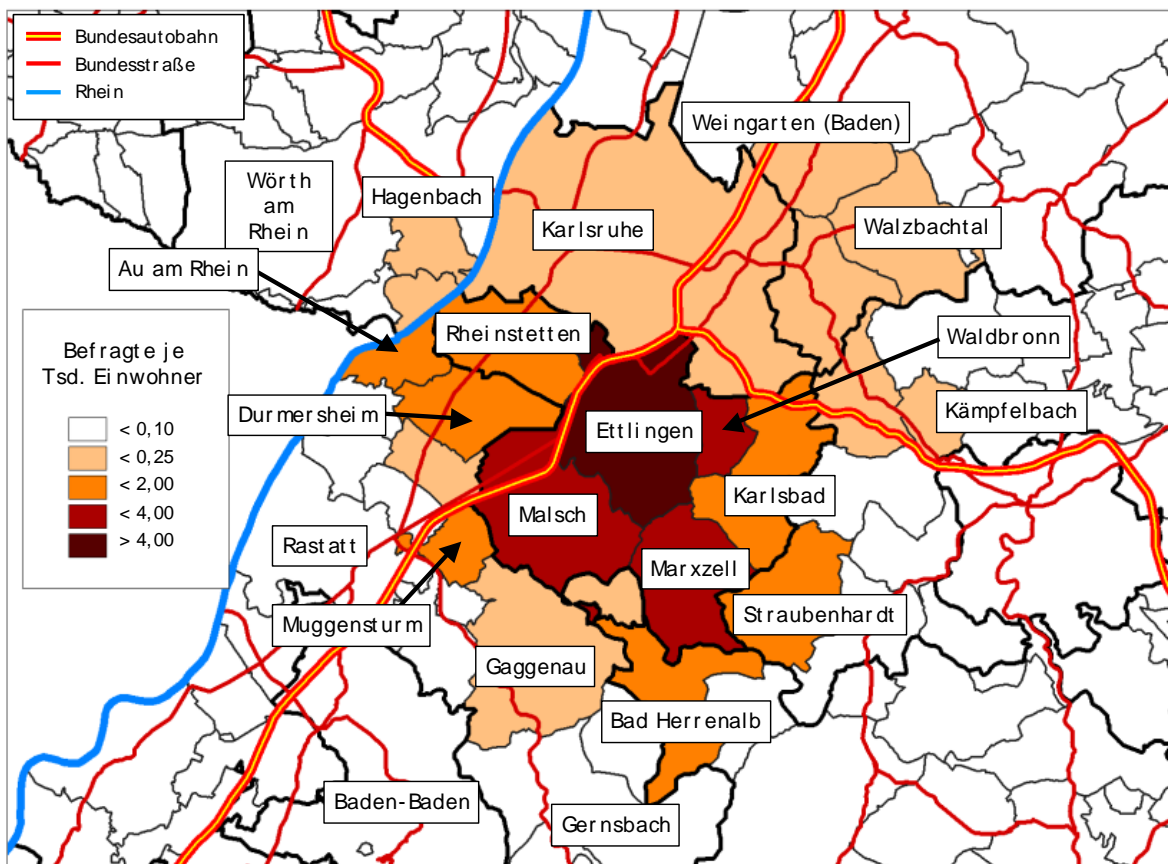 Bundesautobahn
Bundesstraße
Rhein
Weingarten (Baden)
Wörth
am
Rhein
Hagenbach
Karlsruhe
Walzbachtal
Au am Rhein
Befragte je
Tsd. Einwohner
< 0,10
< 0,25
< 2,00
< 4,00
> 4,00
Rheinstetten
Waldbronn
Durmersheim
Ettlingen
Kämpfelbach
Karlsbad
Malsch
Rastatt
Marxzell
Muggensturm
Straubenhardt
Gaggenau
Bad Herrenalb
Baden-Baden
Gernsbach